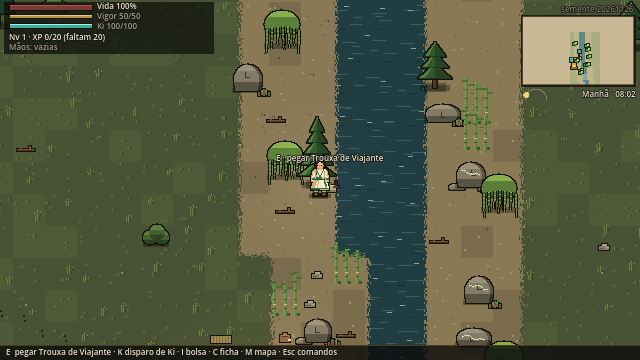 Vida 100%
Vigor 50/50
Ki 100/100
Nv 1 · XP 0/20 (faltam 20)
Mãos: vazias
semente 20261126
Manhã · 08:02
E pegar Trouxa de Viajante
E pegar Trouxa de Viajante · K disparo de Ki · I bolsa · C ficha · M mapa · Esc comandos